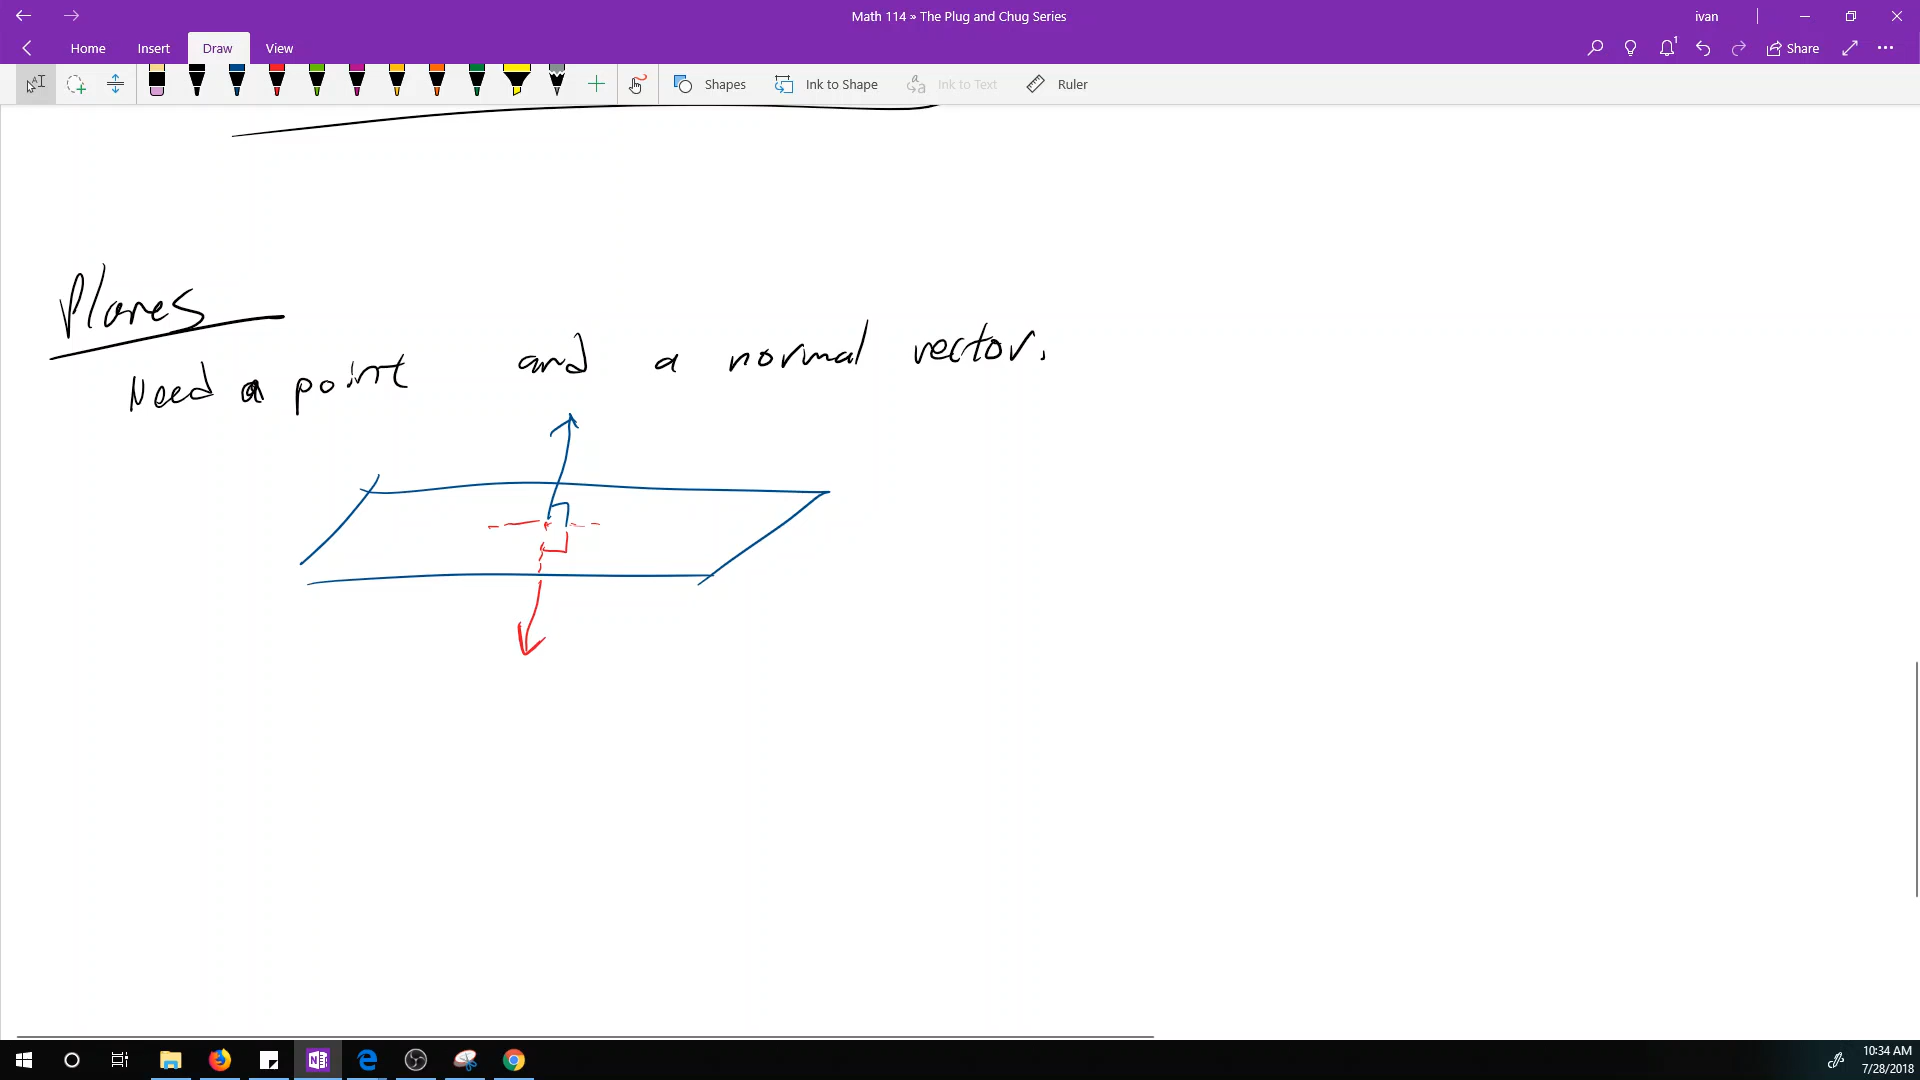 Math 114 » The Plug and Chug Series
ivan
Home Insert Draw View
1
Share
Shapes Ink to Shape Ink to Text Ruler
Planes
Need a point and a normal vector.
10:34 AM
7/28/2018